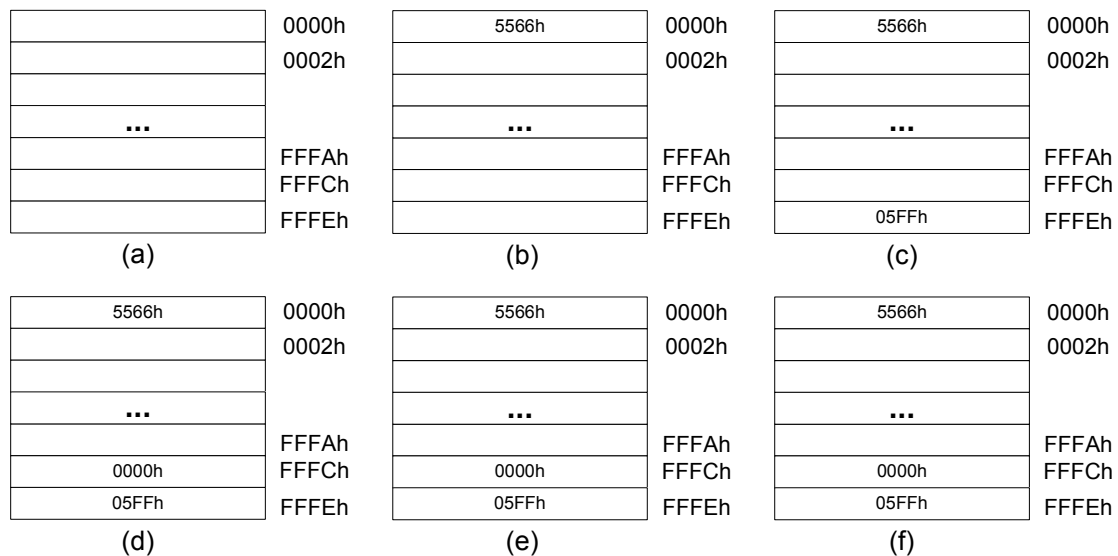 0000h 5566h 0000h 5566h 0000h
0002h 0002h 0002h
... ... ...
FFFAh FFFAh FFFAh
FFFCh FFFCh FFFCh
FFFEh FFFEh 05FFh FFFEh
(a) (b) (c)
5566h 0000h 5566h 0000h 5566h 0000h
0002h 0002h 0002h
... ... ...
FFFAh FFFAh FFFAh
0000h FFFCh 0000h FFFCh 0000h FFFCh
05FFh FFFEh 05FFh FFFEh 05FFh FFFEh
(d) (e) (f)